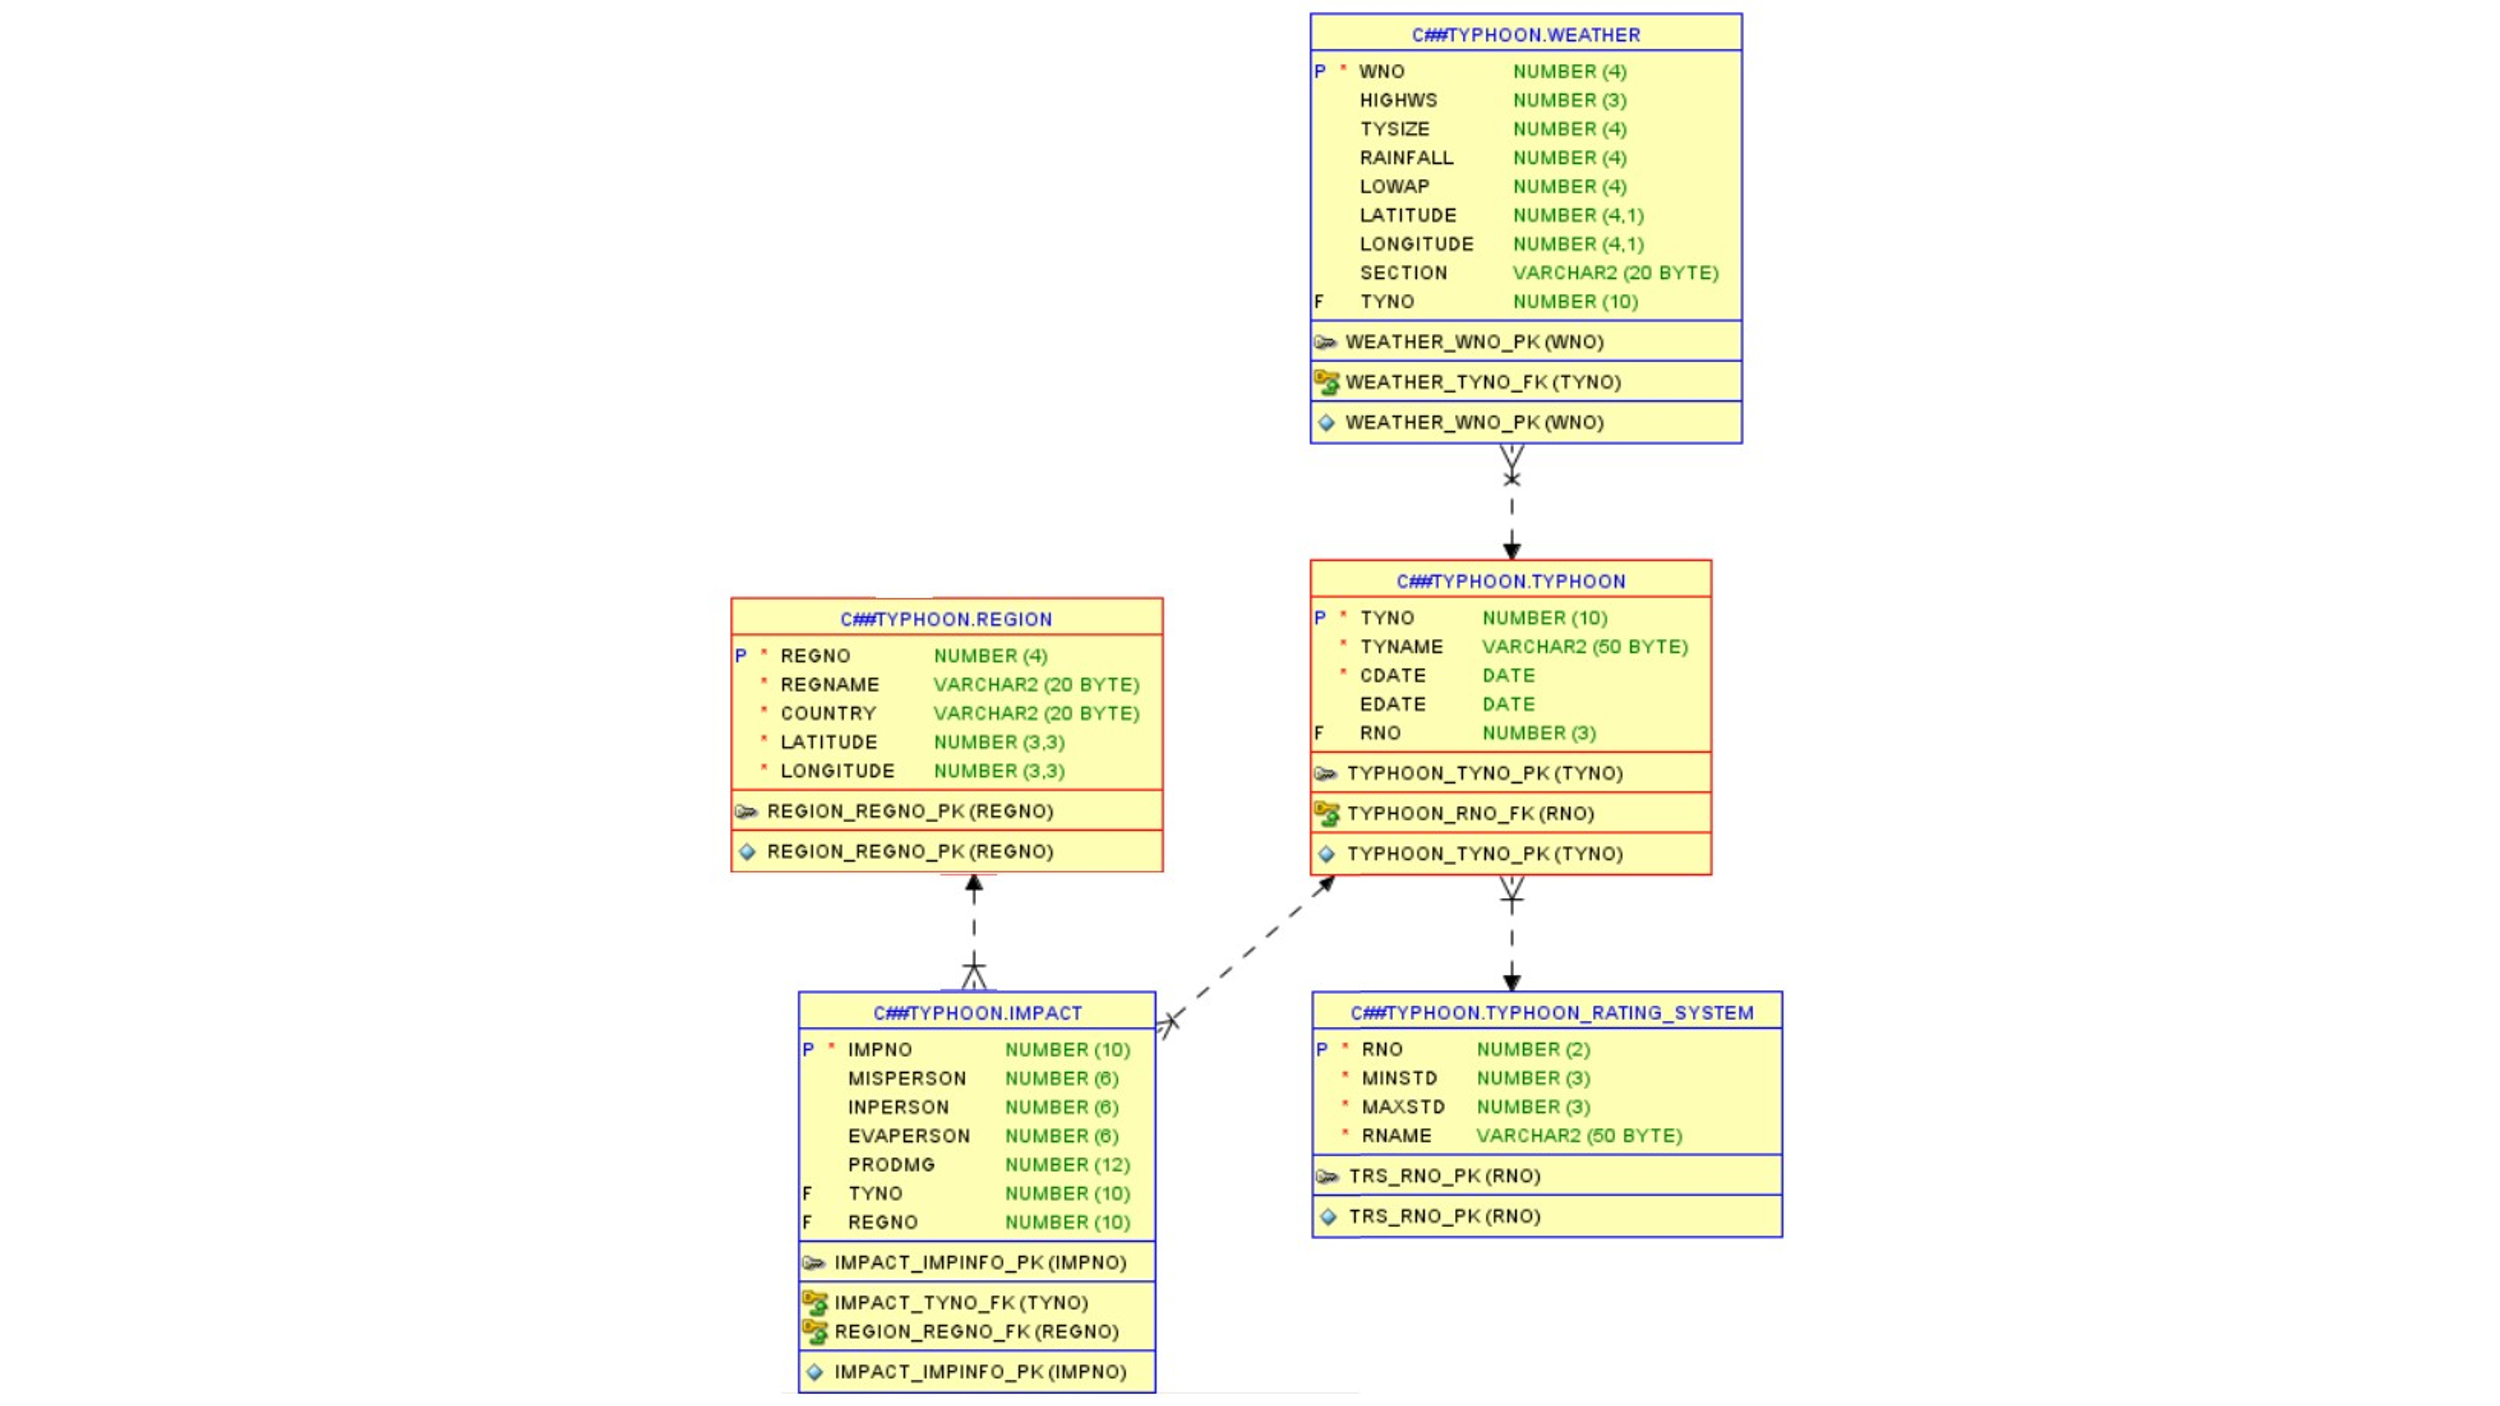 C##TYPHOON.WEATHER
P * WNO NUMBER (4)
HIGHWS NUMBER (3)
TYSIZE NUMBER (4)
RAINFALL NUMBER (4)
LOWAP NUMBER (4)
LATITUDE NUMBER (4,1)
LONGITUDE NUMBER (4,1)
SECTION VARCHAR2 (20 BYTE)
F TYNO NUMBER (10)
WEATHER_WNO_PK (WNO)
WEATHER_TYNO_FK (TYNO)
WEATHER_WNO_PK (WNO)
C##TYPHOON.REGION
P * REGNO NUMBER (4)
* REGNAME VARCHAR2 (20 BYTE)
* COUNTRY VARCHAR2 (20 BYTE)
* LATITUDE NUMBER (3,3)
* LONGITUDE NUMBER (3,3)
REGION_REGNO_PK (REGNO)
REGION_REGNO_PK (REGNO)
C##TYPHOON.TYPHOON
P * TYNO NUMBER (10)
* TYNAME VARCHAR2 (50 BYTE)
* CDATE DATE
EDATE DATE
F RNO NUMBER (3)
TYPHOON_TYNO_PK (TYNO)
TYPHOON_RNO_FK (RNO)
TYPHOON_TYNO_PK (TYNO)
C##TYPHOON.IMPACT
P * IMPNO NUMBER (10)
MISPERSON NUMBER (6)
INPERSON NUMBER (6)
EVAPERSON NUMBER (6)
PRODMG NUMBER (12)
F TYNO NUMBER (10)
F REGNO NUMBER (10)
IMPACT_IMPINFO_PK (IMPNO)
IMPACT_TYNO_FK (TYNO)
REGION_REGNO_FK (REGNO)
IMPACT_IMPINFO_PK (IMPNO)
C##TYPHOON.TYPHOON_RATING_SYSTEM
P * RNO NUMBER (2)
* MINSTD NUMBER (3)
* MAXSTD NUMBER (3)
* RNAME VARCHAR2 (50 BYTE)
TRS_RNO_PK (RNO)
TRS_RNO_PK (RNO)